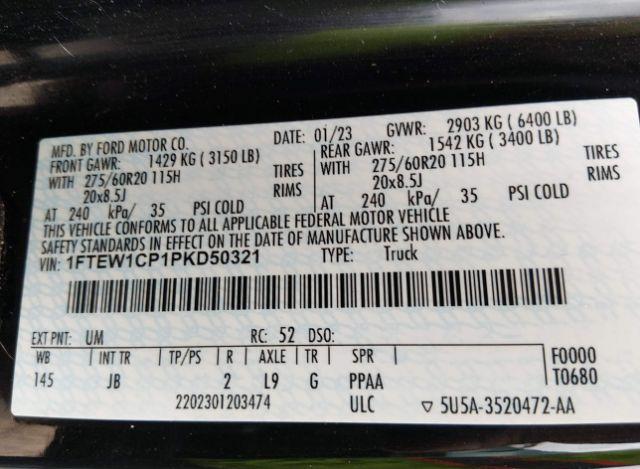 MFD. BY FORD MOTOR CO. DATE: 01/23 GVWR: 2903 KG ( 6400 LB)
FRONT GAWR: 1429 KG ( 3150 LB) REAR GAWR: 1542 KG ( 3400 LB)
WITH 275/60R20 115H TIRES WITH 275/60R20 115H TIRES
20x8.5J RIMS 20x8.5J RIMS
AT 240 kPa/ 35 PSI COLD AT 240 kPa/ 35 PSI COLD
THIS VEHICLE CONFORMS TO ALL APPLICABLE FEDERAL MOTOR VEHICLE
SAFETY STANDARDS IN EFFECT ON THE DATE OF MANUFACTURE SHOWN ABOVE.
VIN: 1FTEW1CP1PKD50321 TYPE: Truck
EXT PNT: UM RC: 52 DSO:
WB INT TR TP/PS R AXLE TR SPR F0000
145 JB 2 L9 G PPAA T0680
2202301203474 ULC ▽ 5U5A-3520472-AA